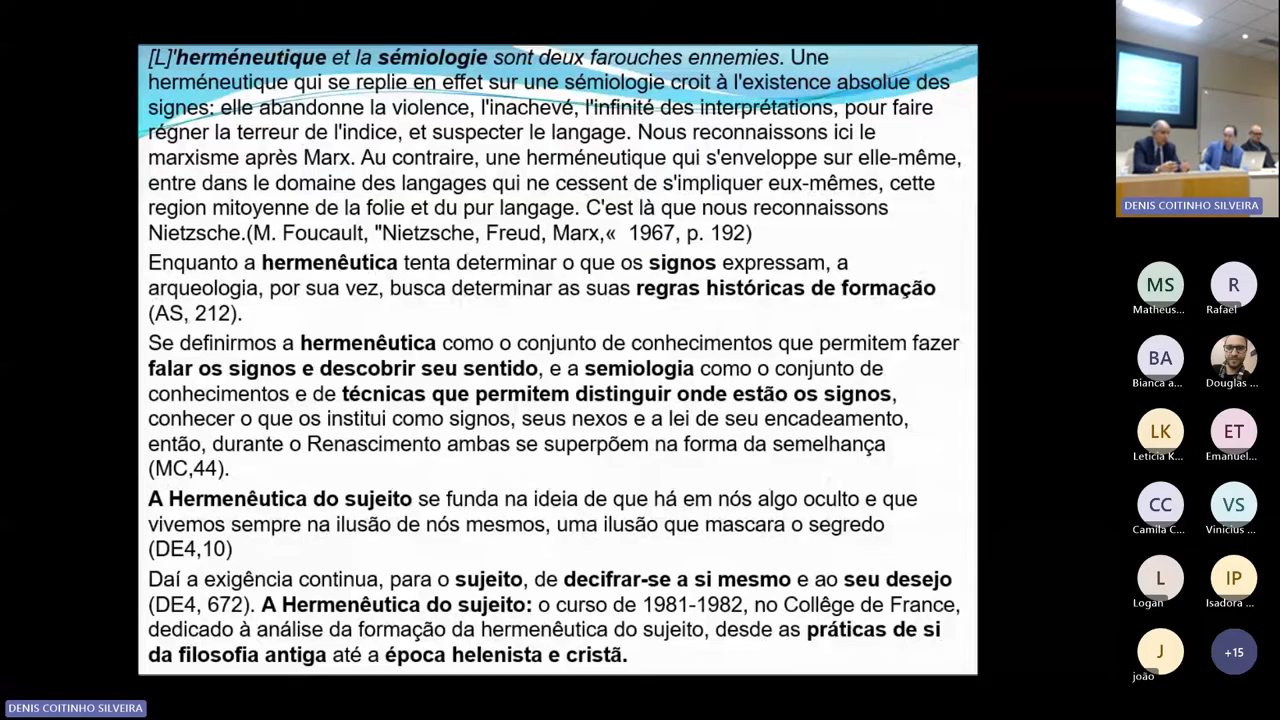 [L]'herméneutique et la sémiologie sont deux farouches ennemies. Une
herméneutique qui se replie en effet sur une sémiologie croit à l'existence absolue des
signes: elle abandonne la violence, l'inachevé, l'infinité des interprétations, pour faire
régner la terreur de l'indice, et suspecter le langage. Nous reconnaissons ici le
marxisme après Marx. Au contraire, une herméneutique qui s'enveloppe sur elle-même,
entre dans le domaine des langages qui ne cessent de s'impliquer eux-mêmes, cette
region mitoyenne de la folie et du pur langage. C'est là que nous reconnaissons
Nietzsche.(M. Foucault, "Nietzsche, Freud, Marx,« 1967, p. 192)
Enquanto a hermenêutica tenta determinar o que os signos expressam, a
arqueologia, por sua vez, busca determinar as suas regras históricas de formação
(AS, 212).
Se definirmos a hermenêutica como o conjunto de conhecimentos que permitem fazer
falar os signos e descobrir seu sentido, e a semiologia como o conjunto de
conhecimentos e de técnicas que permitem distinguir onde estão os signos,
conhecer o que os institui como signos, seus nexos e a lei de seu encadeamento,
então, durante o Renascimento ambas se superpõem na forma da semelhança
(MC,44).
A Hermenêutica do sujeito se funda na ideia de que há em nós algo oculto e que
vivemos sempre na ilusão de nós mesmos, uma ilusão que mascara o segredo
(DE4,10)
Daí a exigência continua, para o sujeito, de decifrar-se a si mesmo e ao seu desejo
(DE4, 672). A Hermenêutica do sujeito: o curso de 1981-1982, no Collêge de France,
dedicado à análise da formação da hermenêutica do sujeito, desde as práticas de si
da filosofia antiga até a época helenista e cristã.
DENIS COITINHO SILVEIRA
MS R
Matheus... Rafael
BA
Bianca a... Douglas ...
LK ET
Leticia K... Emanuel...
CC VS
Camila C... Vinicius ...
L IP
Logan Isadora ...
J +15
joão
DENIS COITINHO SILVEIRA